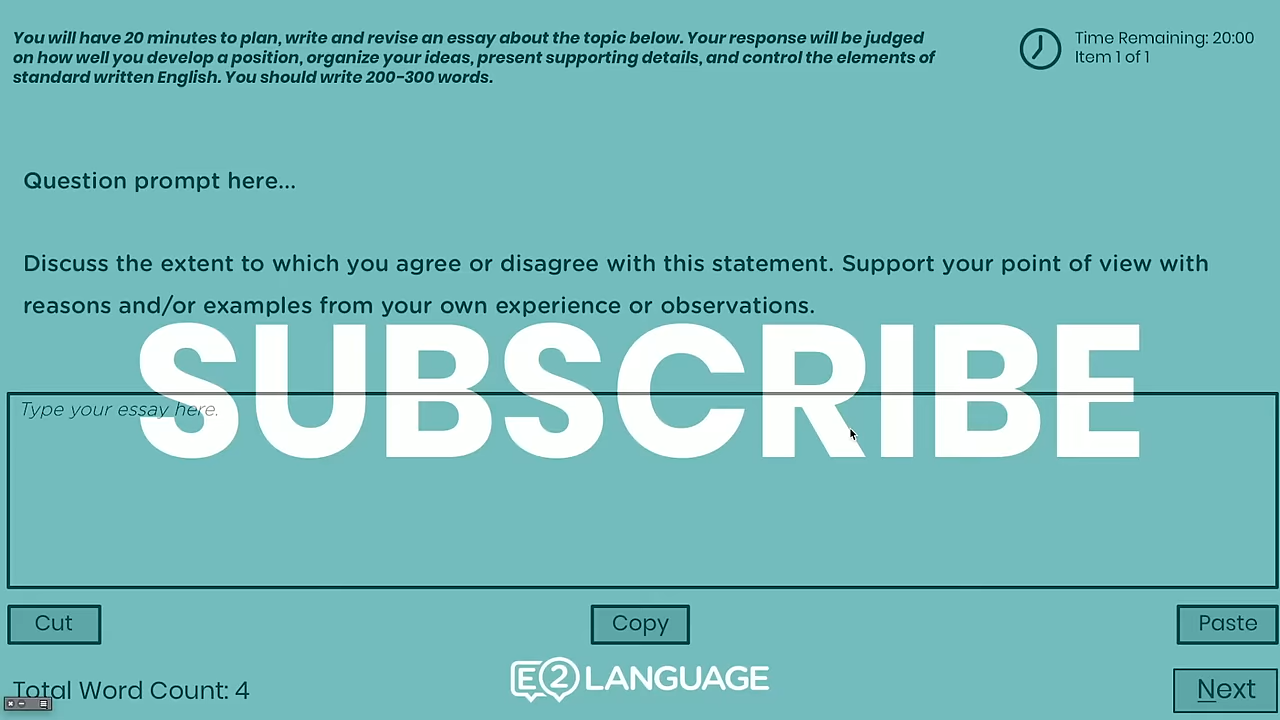 You will have 20 minutes to plan, write and revise an essay about the topic below. Your response will be judged
on how well you develop a position, organize your ideas, present supporting details, and control the elements of
standard written English. You should write 200-300 words.
Time Remaining: 20:00
Item 1 of 1
Question prompt here...
Discuss the extent to which you agree or disagree with this statement. Support your point of view with
reasons and/or examples from your own experience or observations.
SUBSCRIBE
Type your essay here.
Cut
Copy
Paste
E2 LANGUAGE
Total Word Count: 4
Next